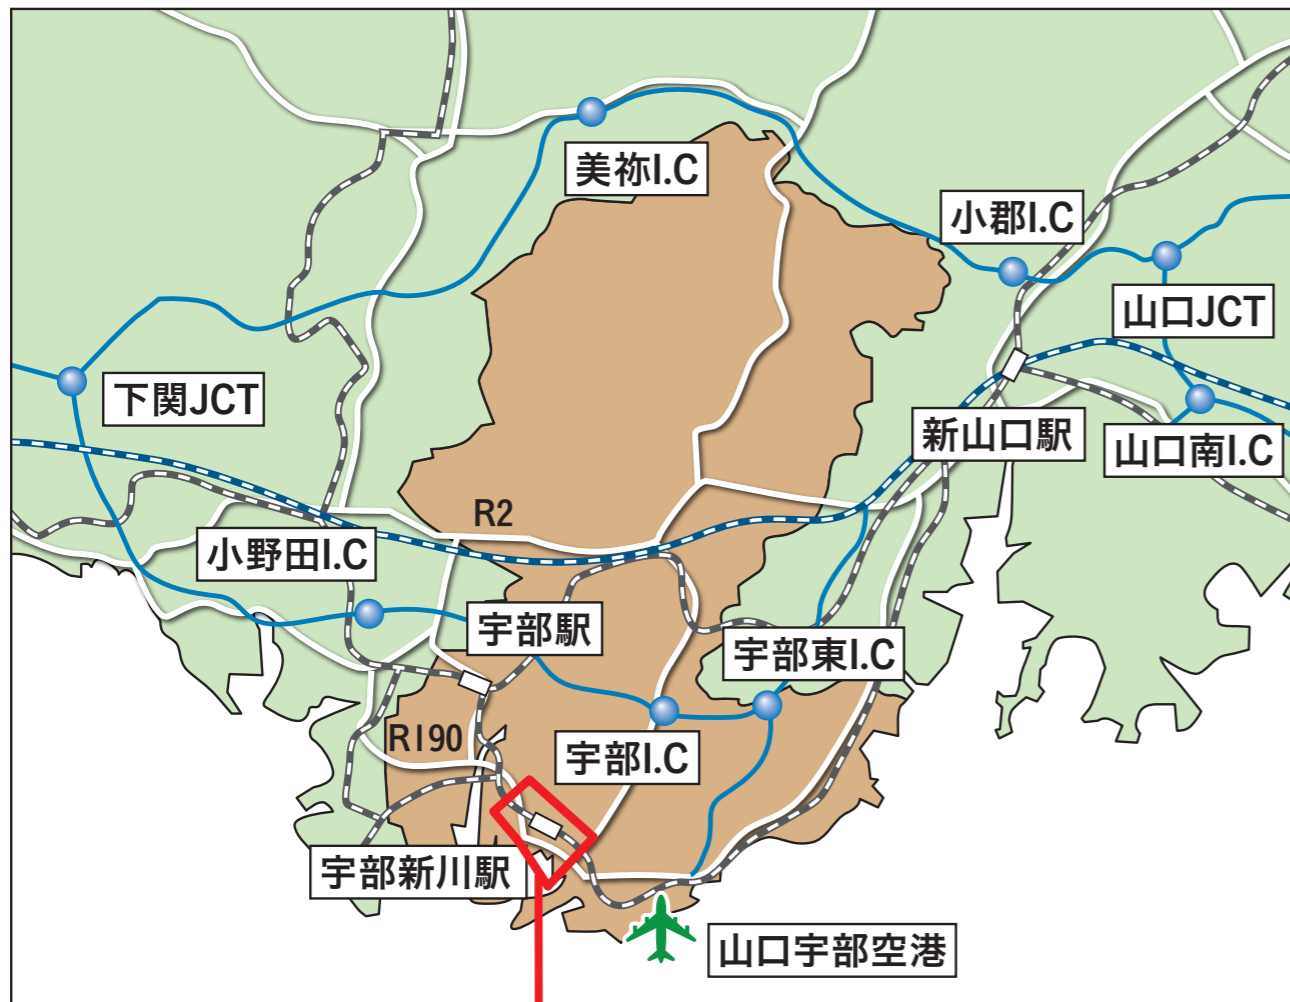 美祢I.C
小郡I.C
山口JCT
下関JCT
新山口駅
山口南I.C
R2
小野田I.C
宇部駅
宇部東I.C
R190
宇部I.C
宇部新川駅
山口宇部空港